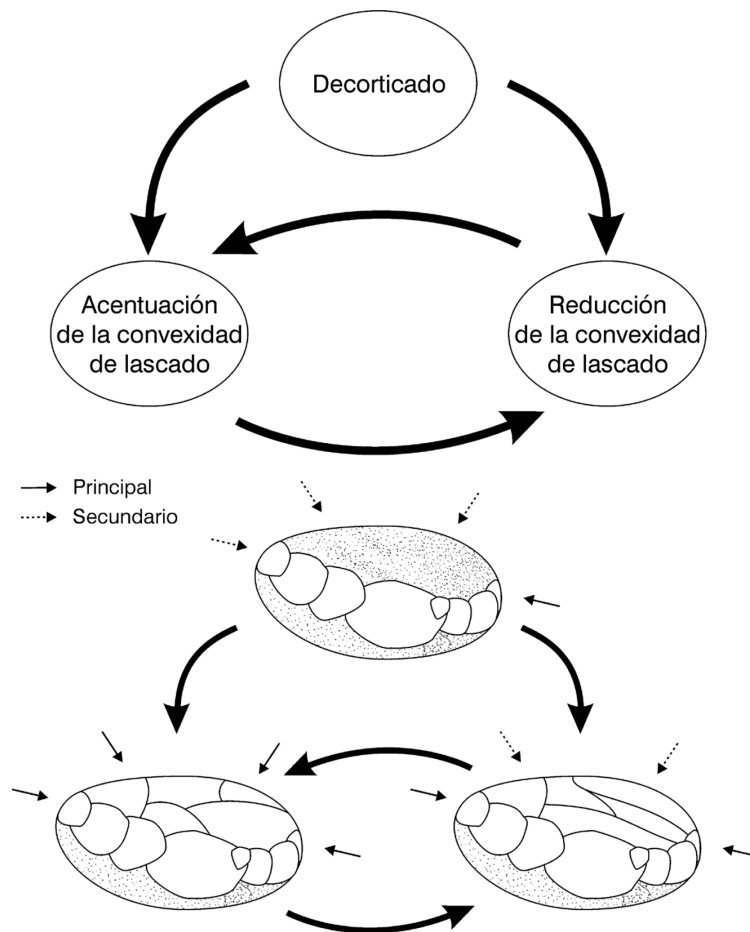 Decorticado
Acentuación
de la convexidad
de lascado
Reducción
de la convexidad
de lascado
Principal
Secundario